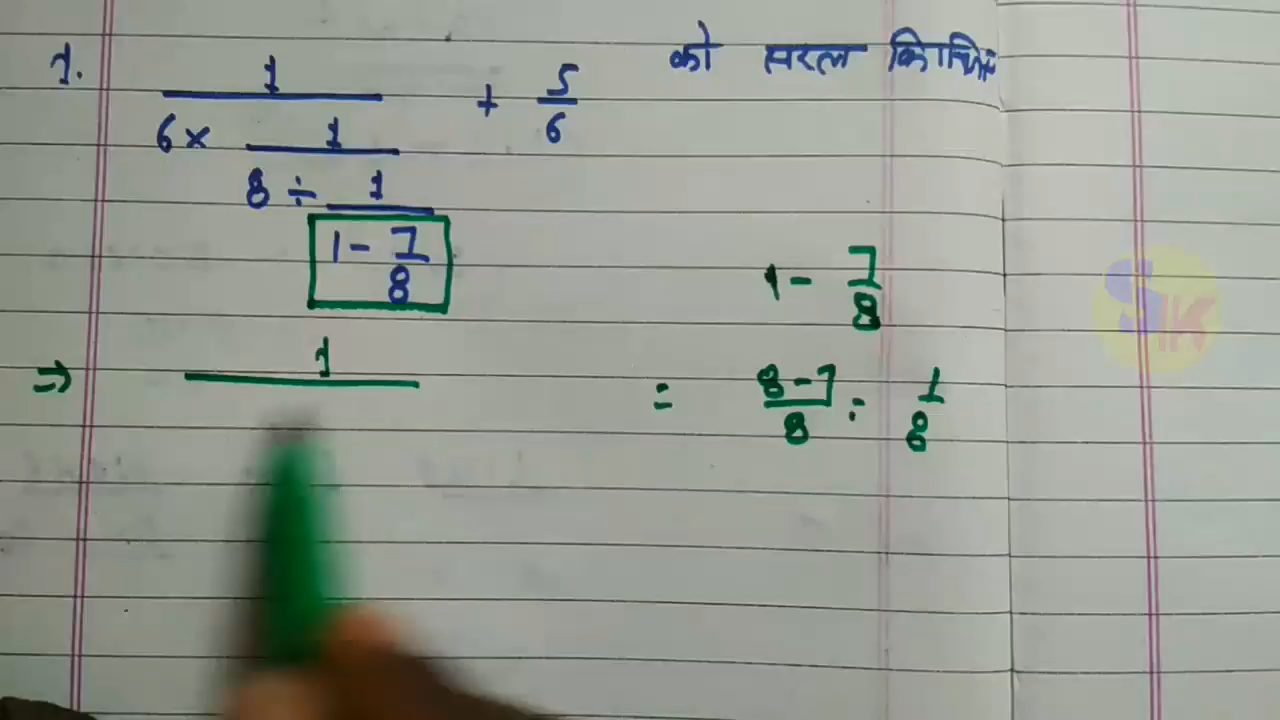 1. 1 + 5/6 को सरल किजिए
6 × 1
8 ÷ 1
1 - 7/8
1 - 7/8
⇒ 1
= 8-7/8 = 1/8
SIK